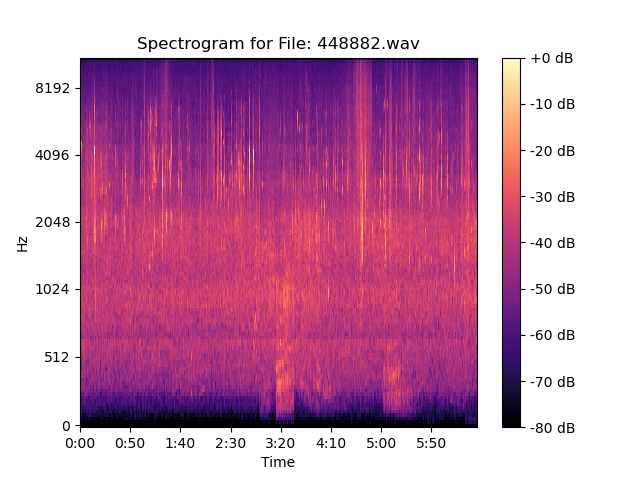 Spectrogram for File: 448882.wav
8192
4096
2048
1024
512
0
Hz
0:00 0:50 1:40 2:30 3:20 4:10 5:00 5:50
Time
+0 dB
-10 dB
-20 dB
-30 dB
-40 dB
-50 dB
-60 dB
-70 dB
-80 dB